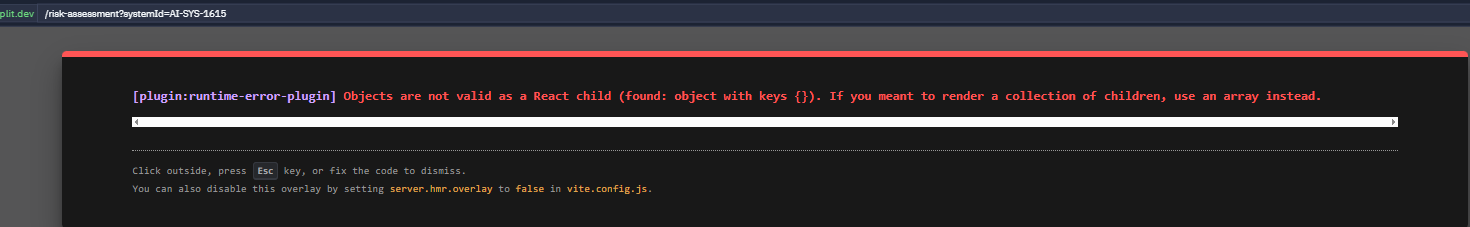 plit.dev /risk-assessment?systemId=AI-SYS-1615
[plugin:runtime-error-plugin] Objects are not valid as a React child (found: object with keys {}). If you meant to render a collection of children, use an array instead.
Click outside, press Esc key, or fix the code to dismiss.
You can also disable this overlay by setting server.hmr.overlay to false in vite.config.js.